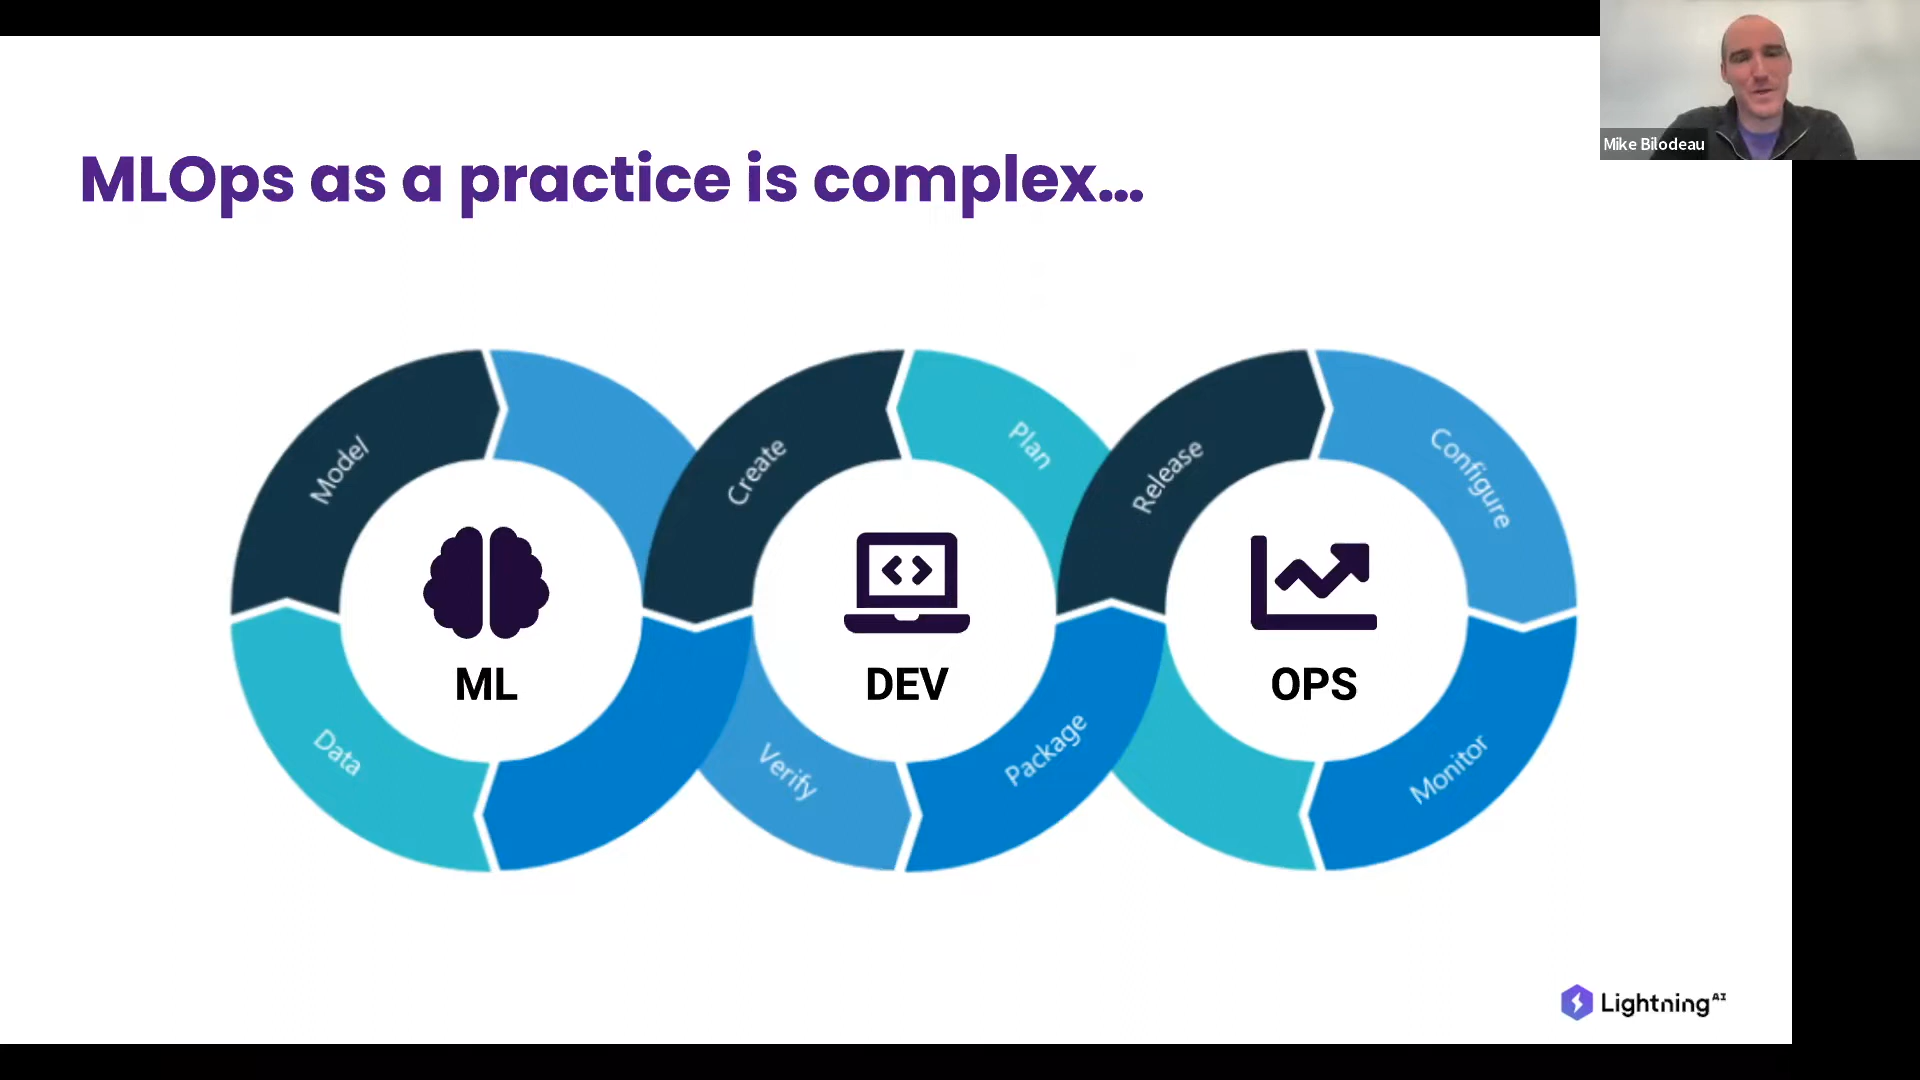 Mike Bilodeau
MLOps as a practice is complex...
Model
Create
Plan
Release
Configure
ML
DEV
OPS
Data
Verify
Package
Monitor
Lightning AI